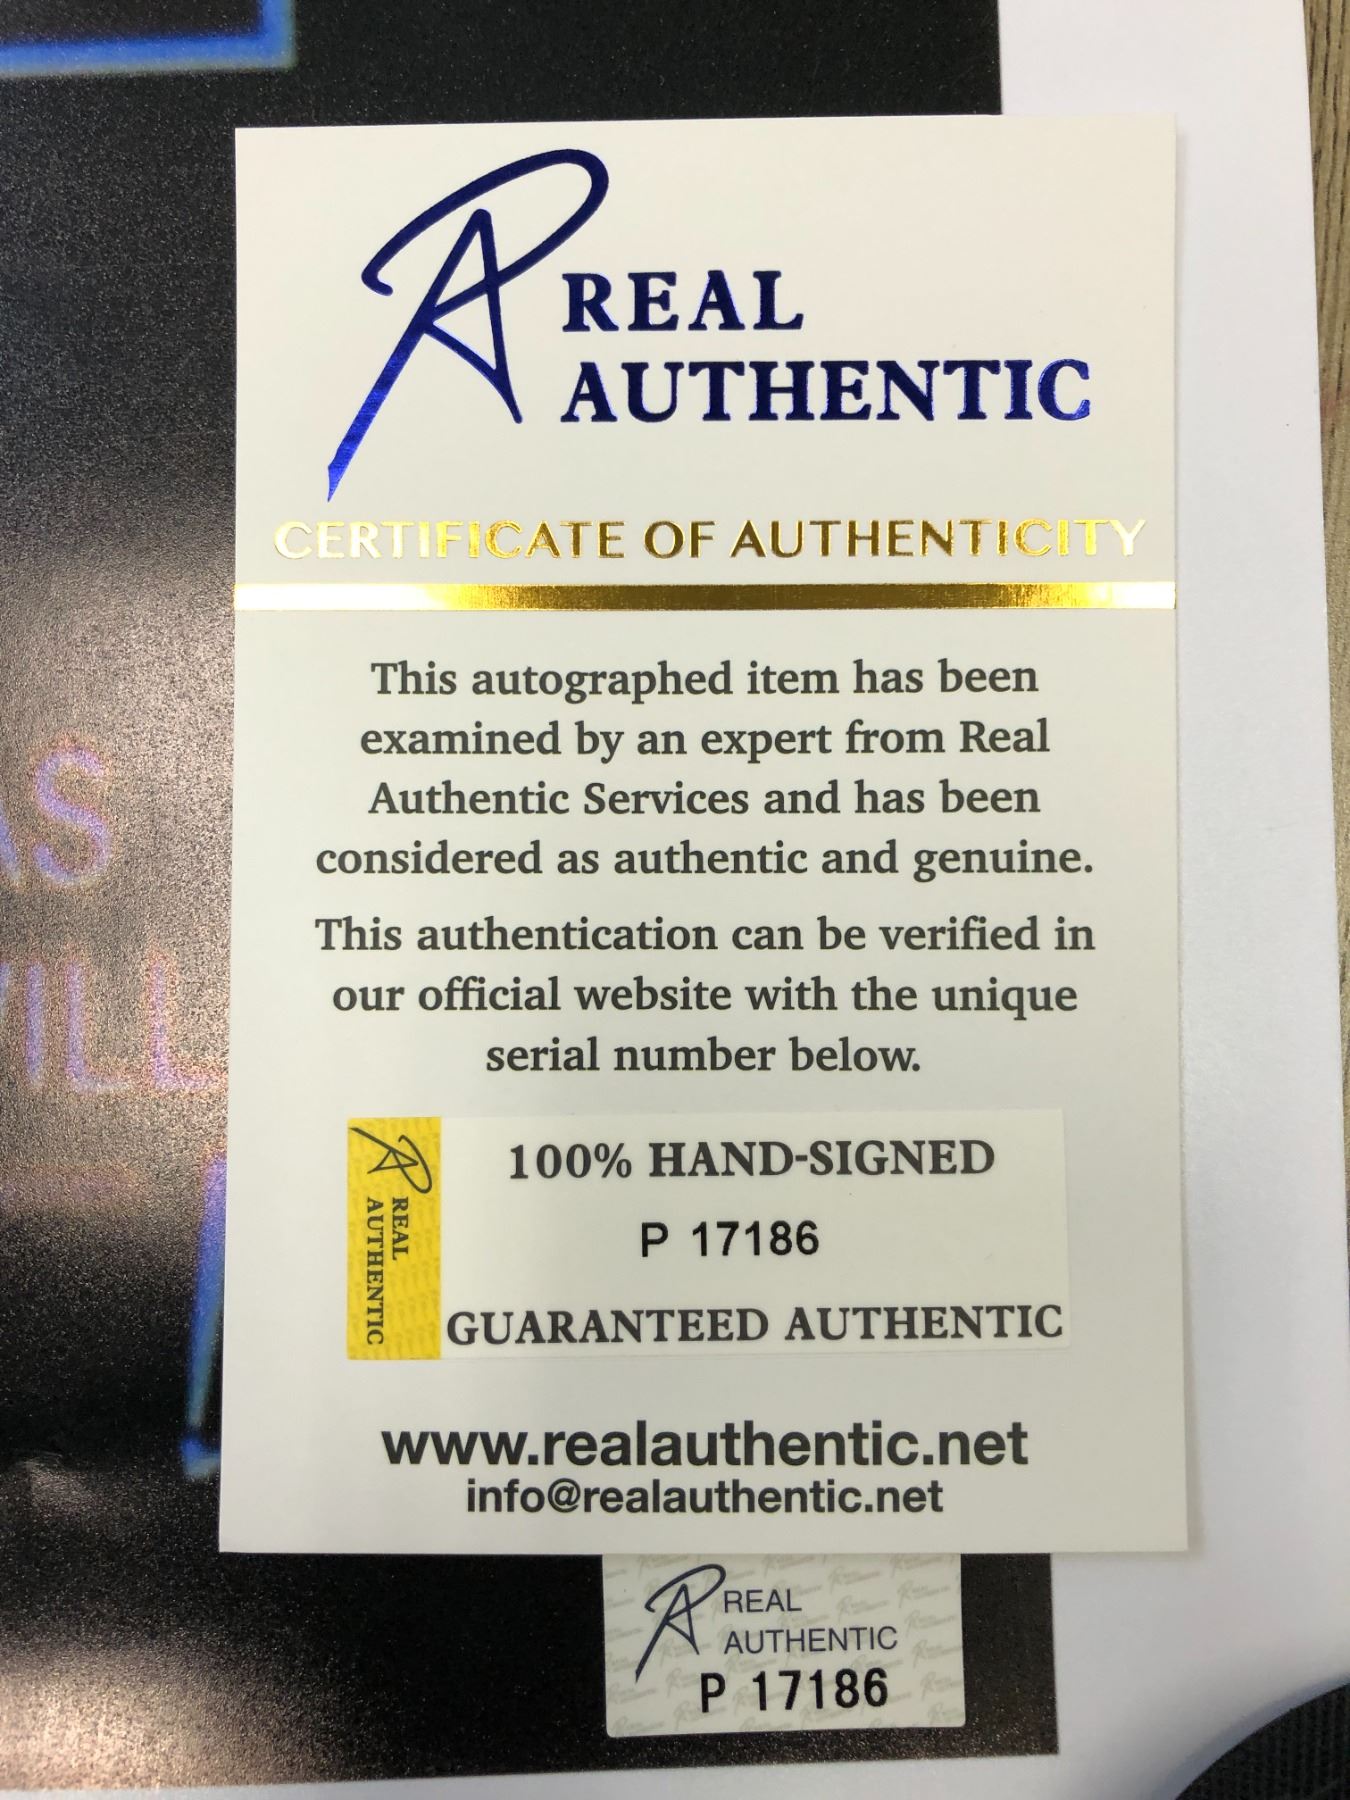 REAL
AUTHENTIC
CERTIFICATE OF AUTHENTICITY
This autographed item has been
examined by an expert from Real
Authentic Services and has been
considered as authentic and genuine.
This authentication can be verified in
our official website with the unique
serial number below.
REAL
AUTHENTIC
100% HAND-SIGNED
P 17186
GUARANTEED AUTHENTIC
www.realauthentic.net
info@realauthentic.net
REAL
AUTHENTIC
P 17186